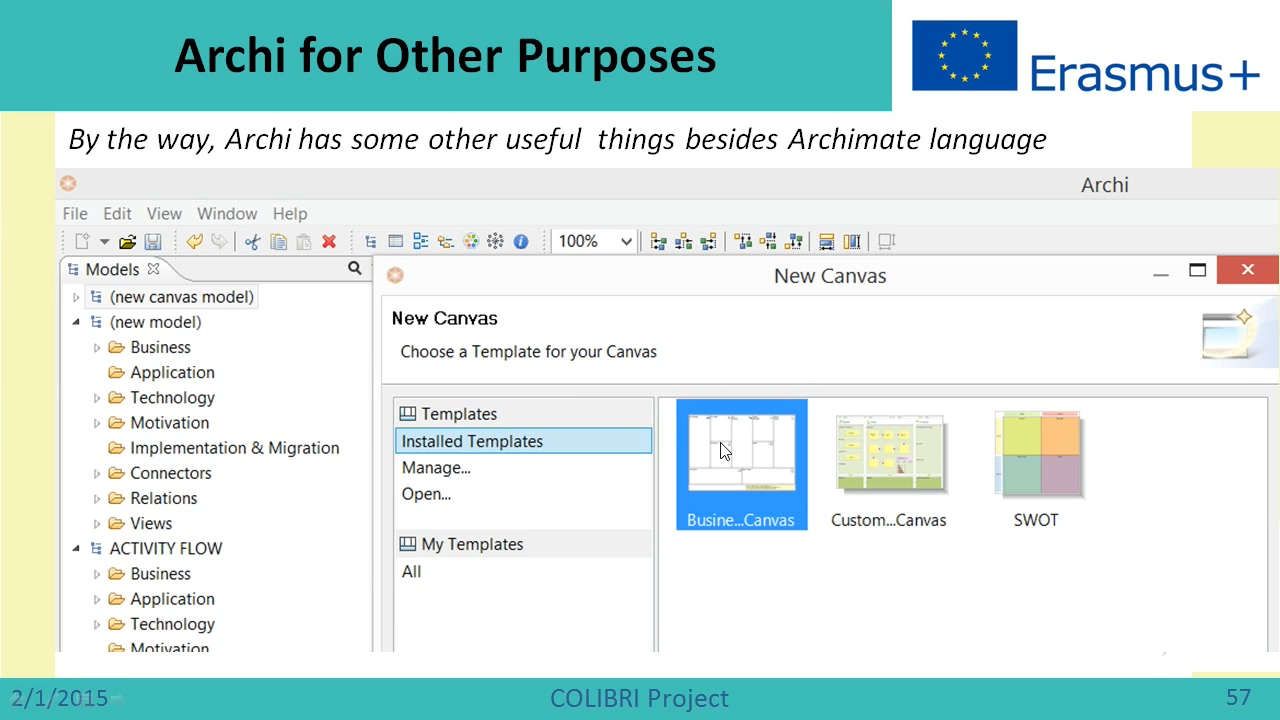 Archi for Other Purposes
Erasmus+
By the way, Archi has some other useful things besides Archimate language
Archi
File Edit View Window Help
100%
Models
New Canvas
(new canvas model)
(new model)
New Canvas
Business
Choose a Template for your Canvas
Application
Technology
Templates
Motivation
Installed Templates
Implementation & Migration
Manage...
Connectors
Open...
Relations
Busine...Canvas Custom...Canvas SWOT
Views
My Templates
ACTIVITY FLOW
All
Business
Application
Technology
Motivation
2/1/2015 COLIBRI Project 57